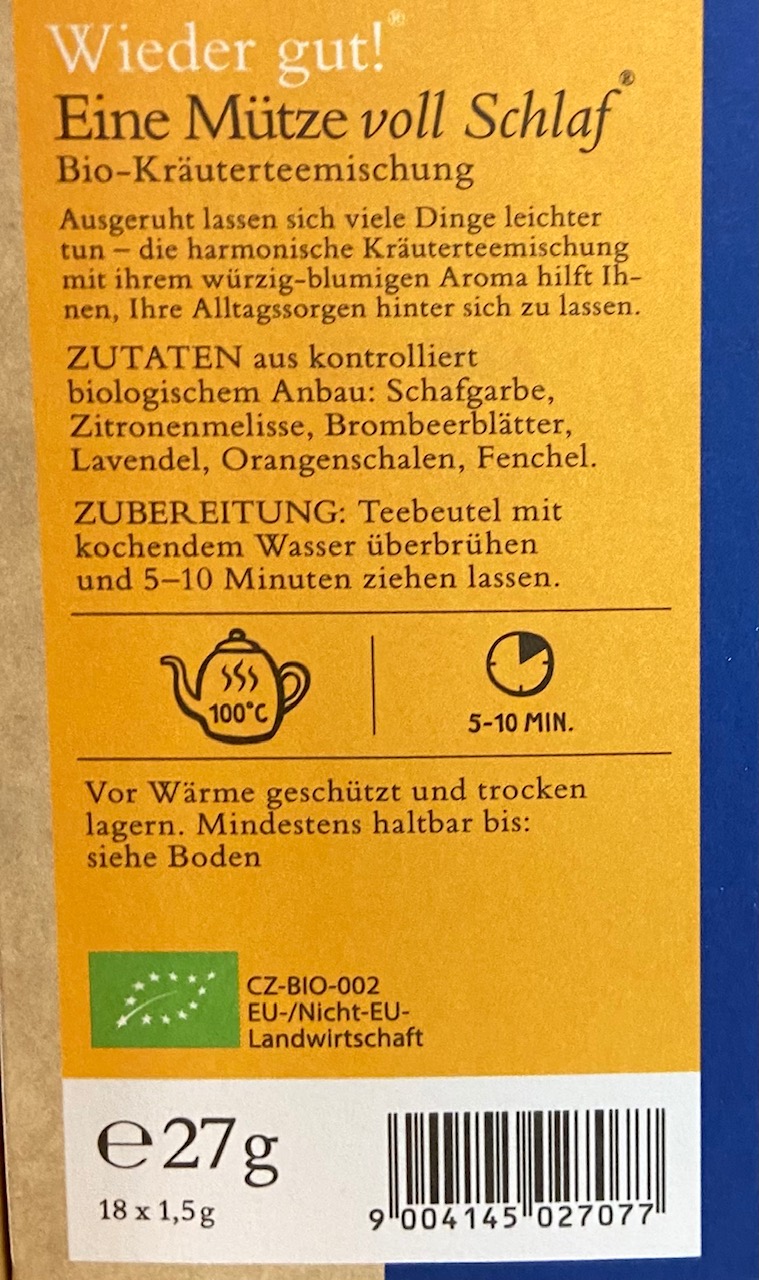 Wieder gut!®
Eine Mütze voll Schlaf®
Bio-Kräuterteemischung
Ausgeruht lassen sich viele Dinge leichter
tun – die harmonische Kräuterteemischung
mit ihrem würzig-blumigen Aroma hilft Ih-
nen, Ihre Alltagssorgen hinter sich zu lassen.
ZUTATEN aus kontrolliert
biologischem Anbau: Schafgarbe,
Zitronenmelisse, Brombeerblätter,
Lavendel, Orangenschalen, Fenchel.
ZUBEREITUNG: Teebeutel mit
kochendem Wasser überbrühen
und 5–10 Minuten ziehen lassen.
100°C
5-10 MIN.
Vor Wärme geschützt und trocken
lagern. Mindestens haltbar bis:
siehe Boden
CZ-BIO-002
EU-/Nicht-EU-
Landwirtschaft
℮27g
18 x 1,5g
9 004145 027077